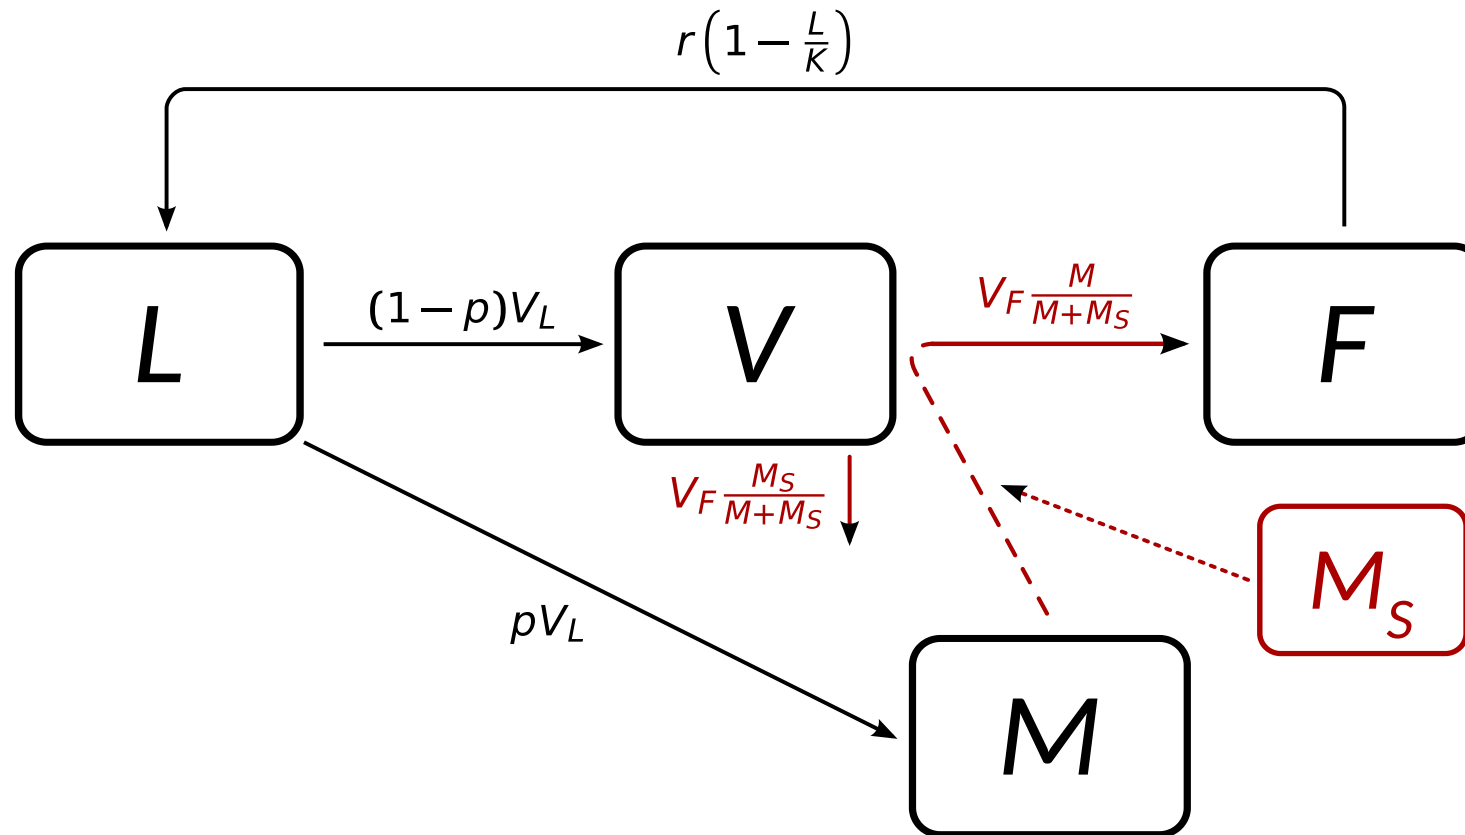 r(1 − L/K)
L
(1 − p)V_L
V
V_F M/(M+M_S)
F
V_F M_S/(M+M_S)
M_S
pV_L
M